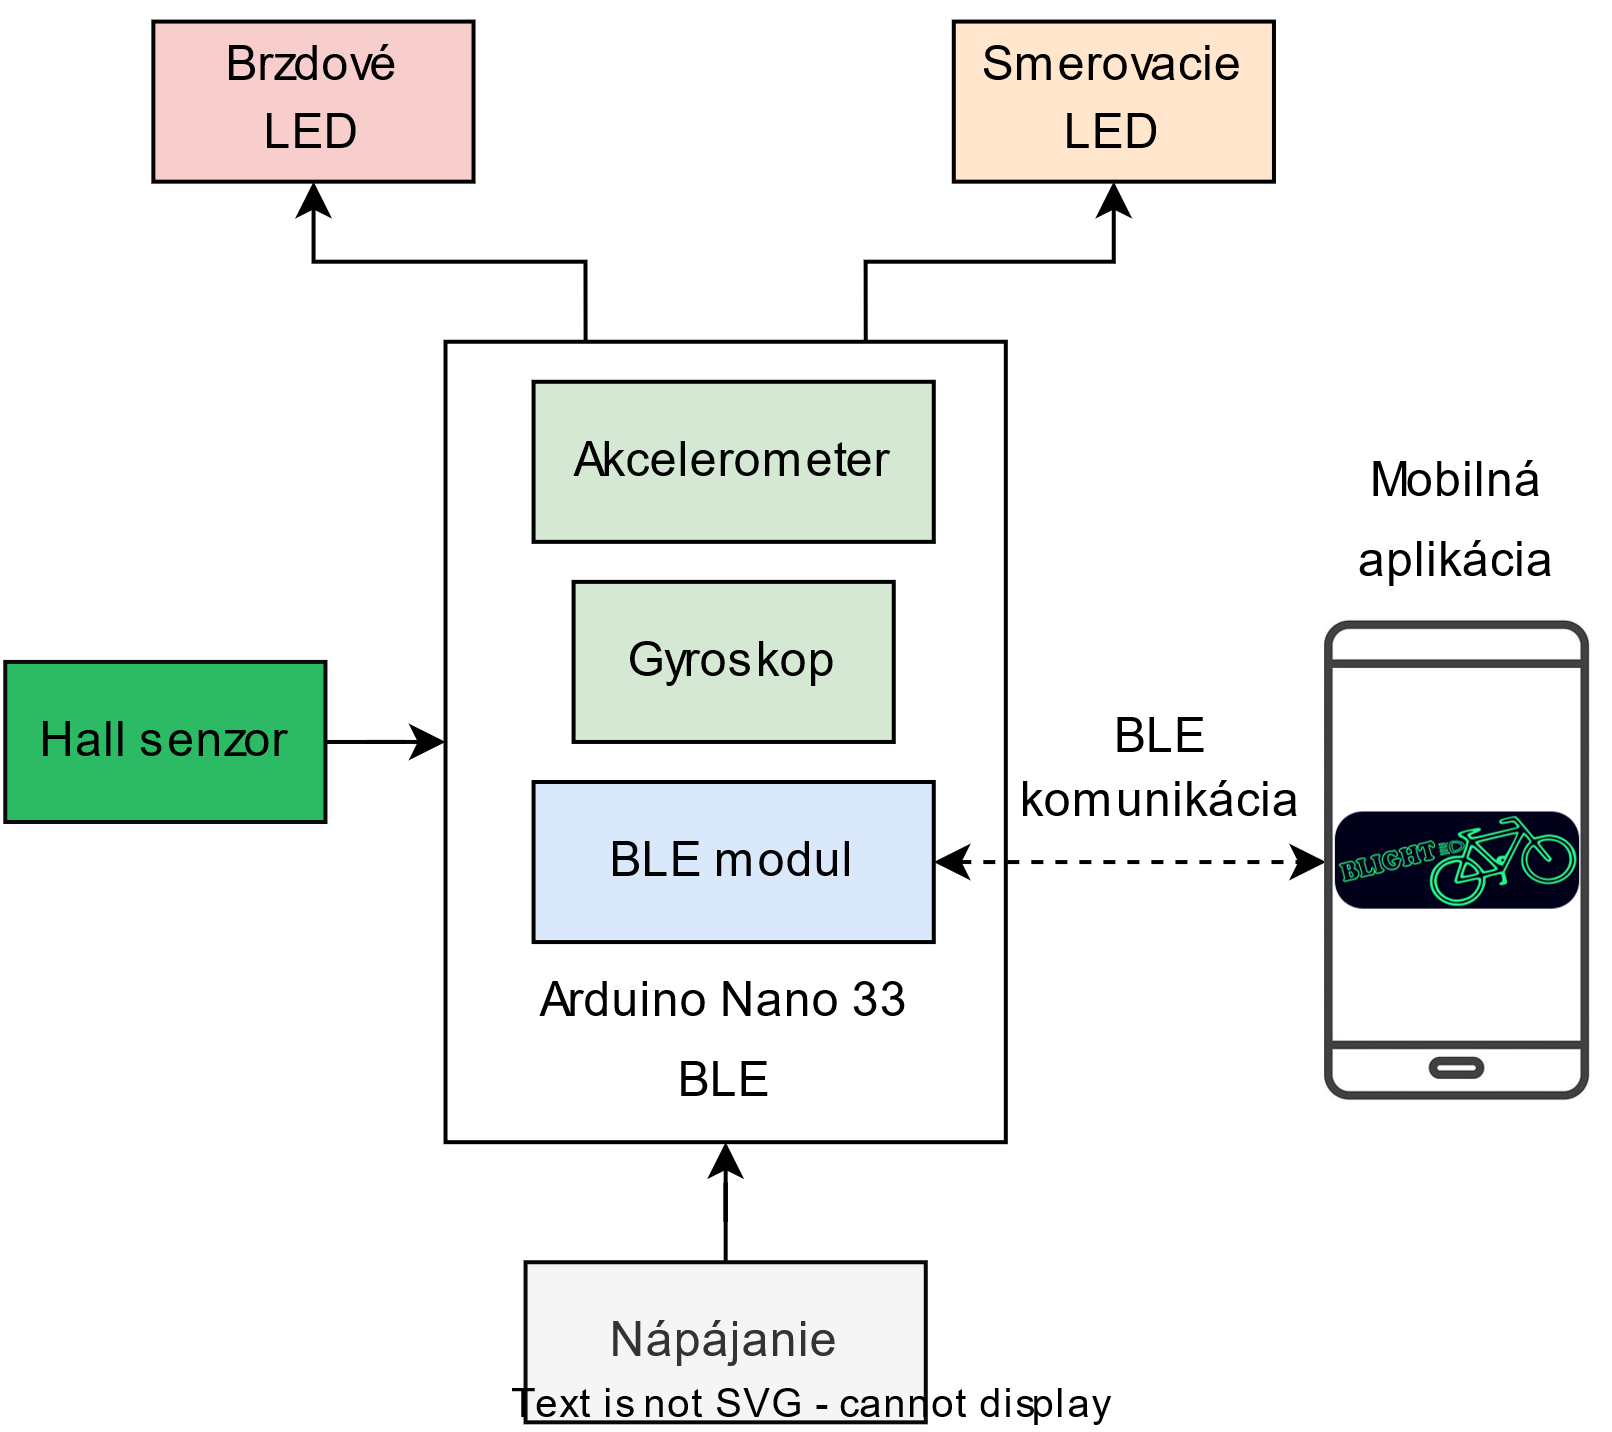 Brzdové
LED
Smerovacie
LED
Akcelerometer
Gyroskop
Hall senzor
BLE modul
Arduino Nano 33
BLE
BLE
komunikácia
Mobilná
aplikácia
BLIGHT
Nápájanie
Text is not SVG - cannot display